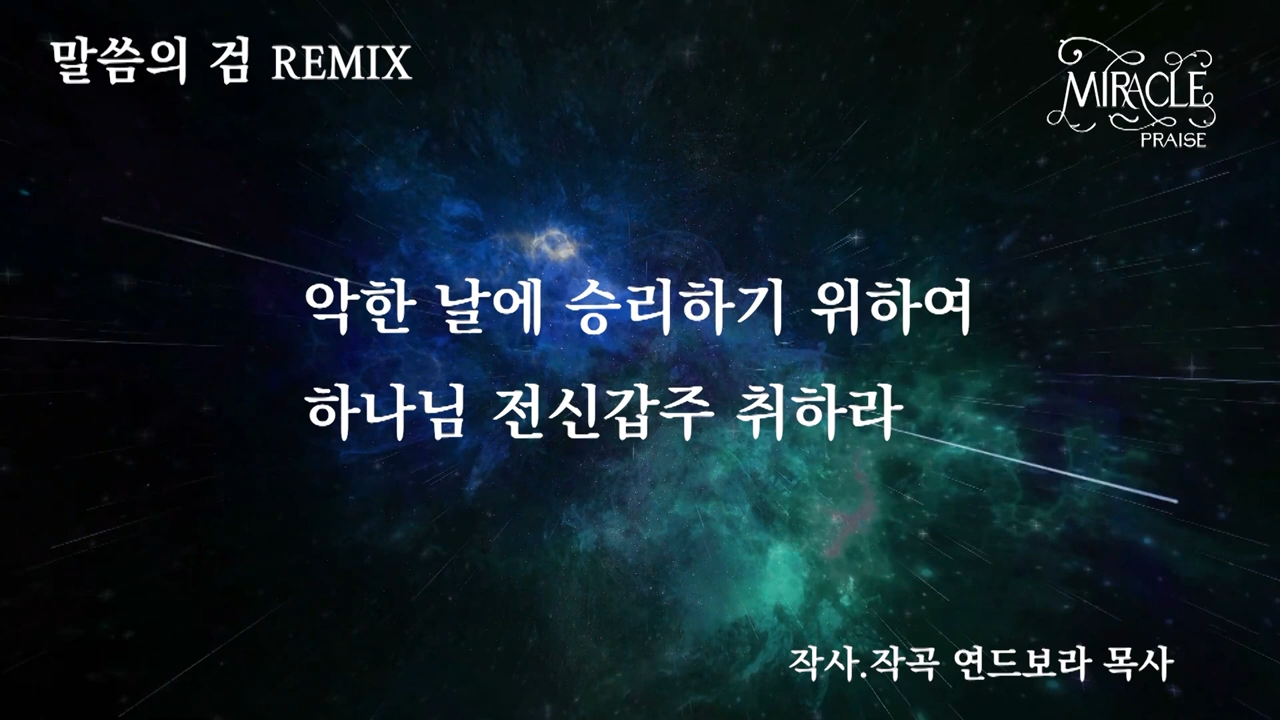 말씀의 검 REMIX
MIRACLE
PRAISE
악한 날에 승리하기 위하여
하나님 전신갑주 취하라
작사.작곡 연드보라 목사